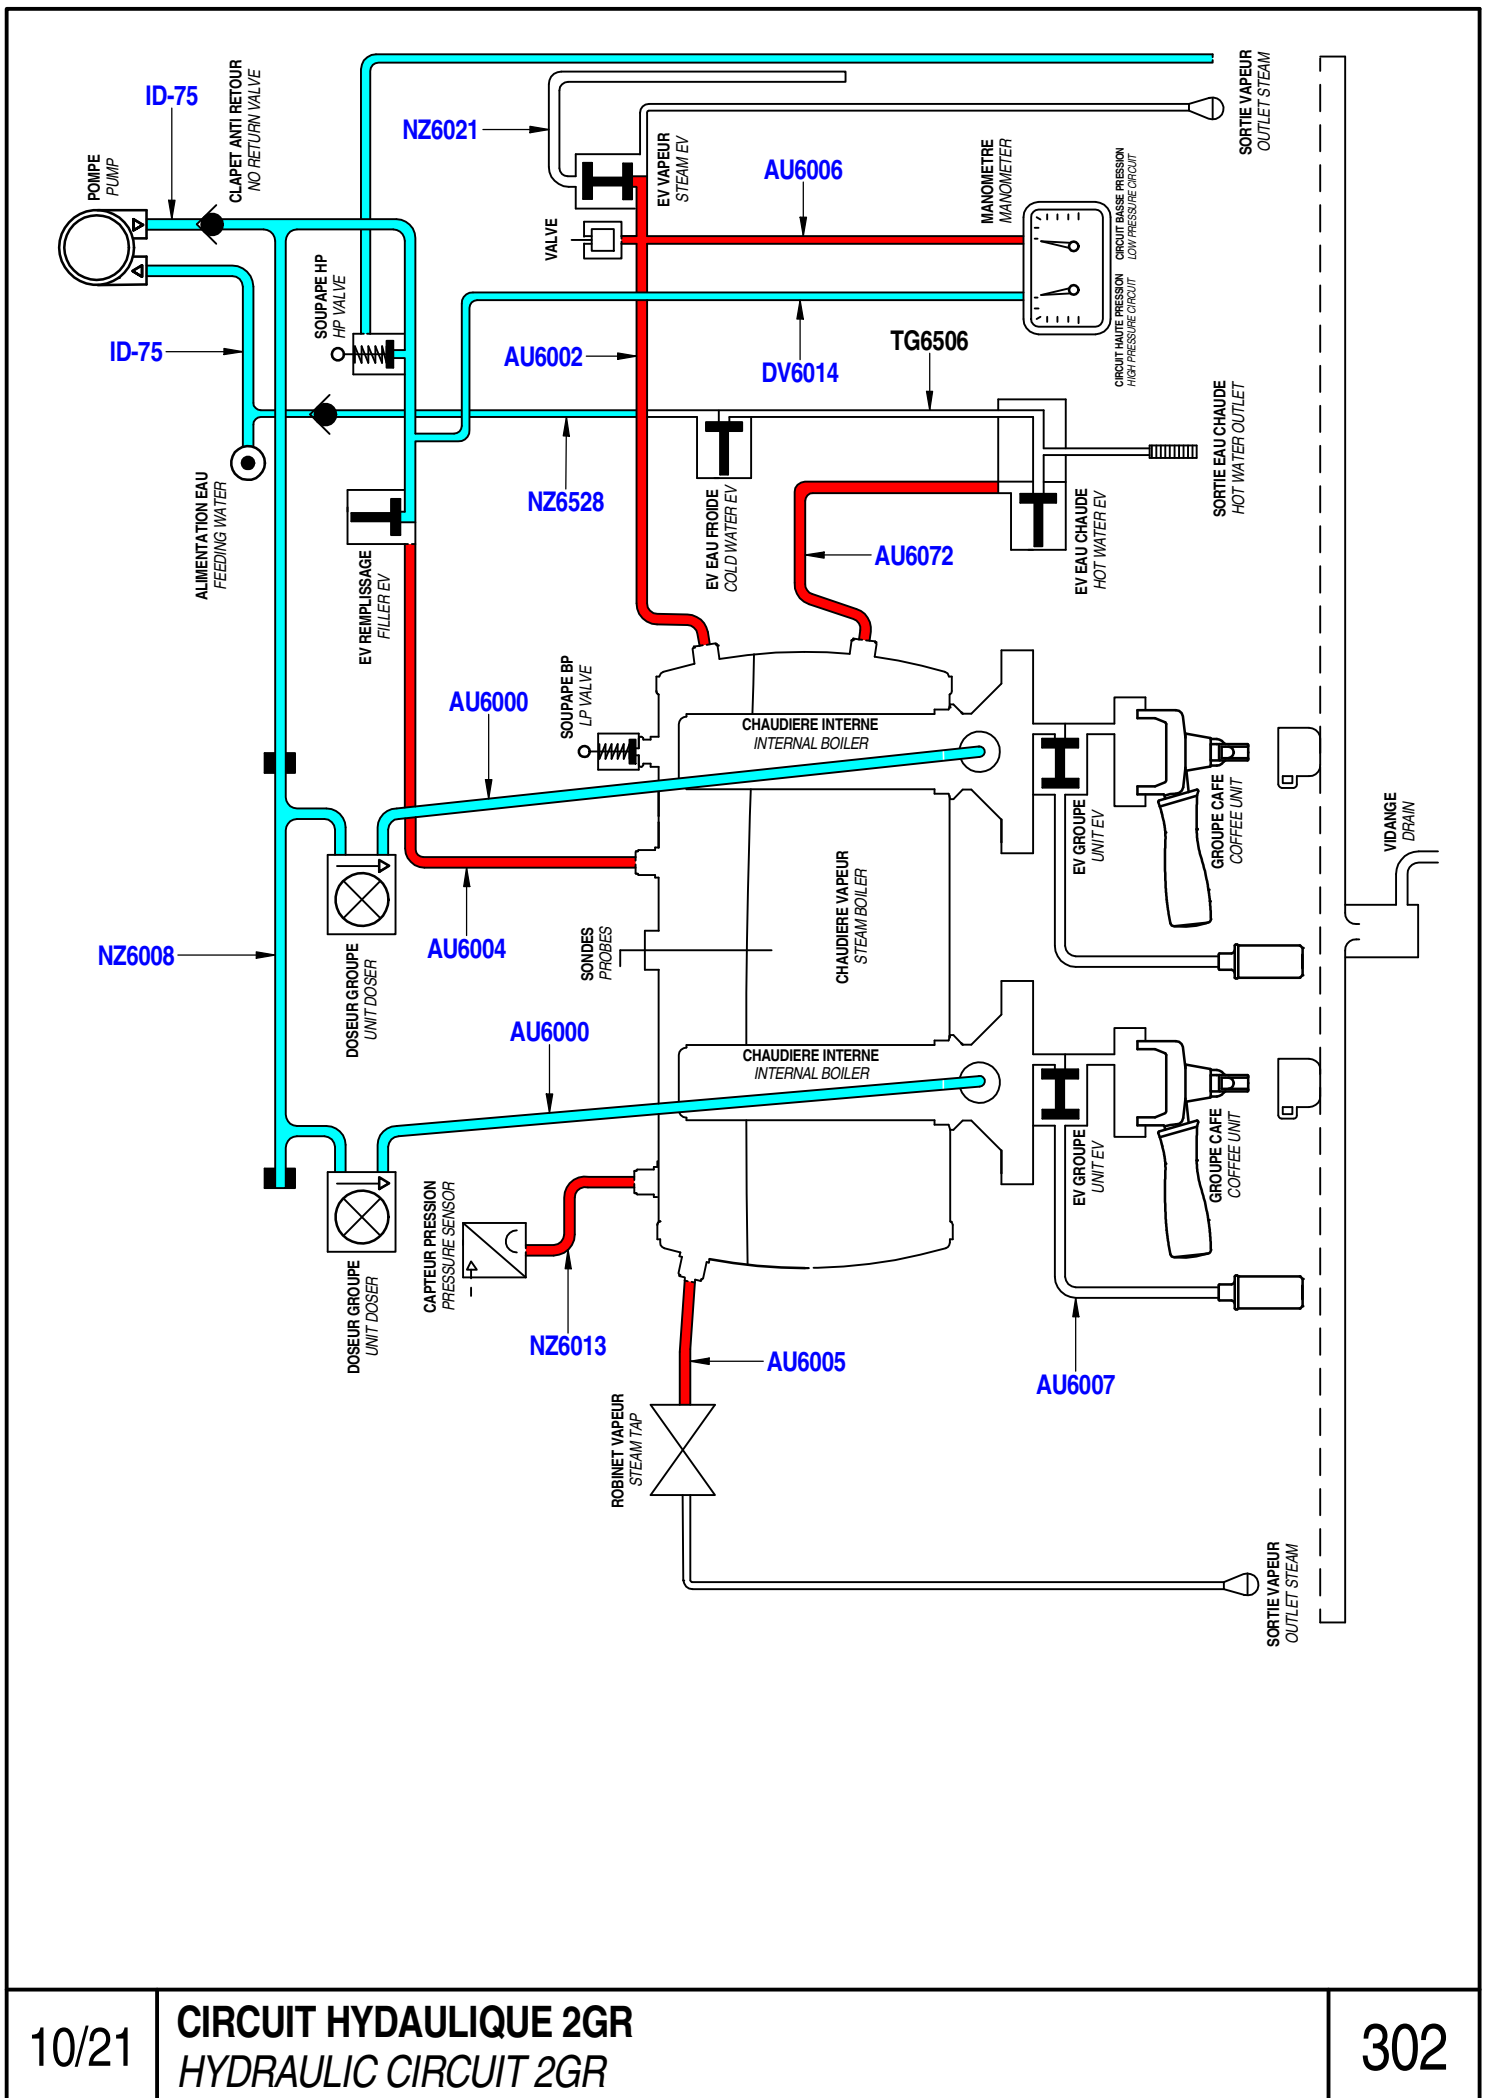 ID-75
CLAPET ANTI RETOUR
NO RETURN VALVE
POMPE
PUMP
NZ6021
EV VAPEUR
STEAM EV
SORTIE VAPEUR
OUTLET STEAM
AU6006
MANOMETRE
MANOMETER
CIRCUIT BASSE PRESSION
LOW PRESSURE CIRCUIT
VALVE
SOUPAPE HP
HP VALVE
CIRCUIT HAUTE PRESSION
HIGH PRESSURE CIRCUIT
ID-75
AU6002
DV6014
TG6506
SORTIE EAU CHAUDE
HOT WATER OUTLET
ALIMENTATION EAU
FEEDING WATER
NZ6528
EV EAU FROIDE
COLD WATER EV
AU6072
EV EAU CHAUDE
HOT WATER EV
EV REMPLISSAGE
FILLER EV
AU6000
SOUPAPE BP
LP VALVE
CHAUDIERE INTERNE
INTERNAL BOILER
EV GROUPE
UNIT EV
GROUPE CAFE
COFFEE UNIT
VIDANGE
DRAIN
NZ6008
AU6004
DOSEUR GROUPE
UNIT DOSER
SONDES
PROBES
CHAUDIERE VAPEUR
STEAM BOILER
AU6000
CHAUDIERE INTERNE
INTERNAL BOILER
EV GROUPE
UNIT EV
GROUPE CAFE
COFFEE UNIT
CAPTEUR PRESSION
PRESSURE SENSOR
DOSEUR GROUPE
UNIT DOSER
NZ6013
AU6005
AU6007
ROBINET VAPEUR
STEAM TAP
SORTIE VAPEUR
OUTLET STEAM
10/21
CIRCUIT HYDAULIQUE 2GR
HYDRAULIC CIRCUIT 2GR
302